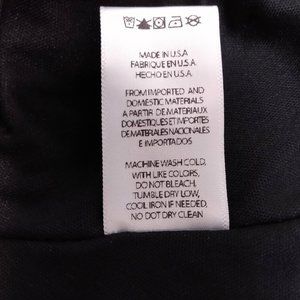 MADE IN U.S.A
FABRIQUE EN U.S.A
HECHO EN U.S.A.
FROM IMPORTED AND
DOMESTIC MATERIALS
A PARTIR DE MATERIAUX
DOMESTIQUES ET IMPORTES
DE MATERIALES NACIONALES
E IMPORTADOS
MACHINE WASH COLD,
WITH LIKE COLORS,
DO NOT BLEACH,
TUMBLE DRY LOW,
COOL IRON IF NEEDED,
NO DOT DRY CLEAN